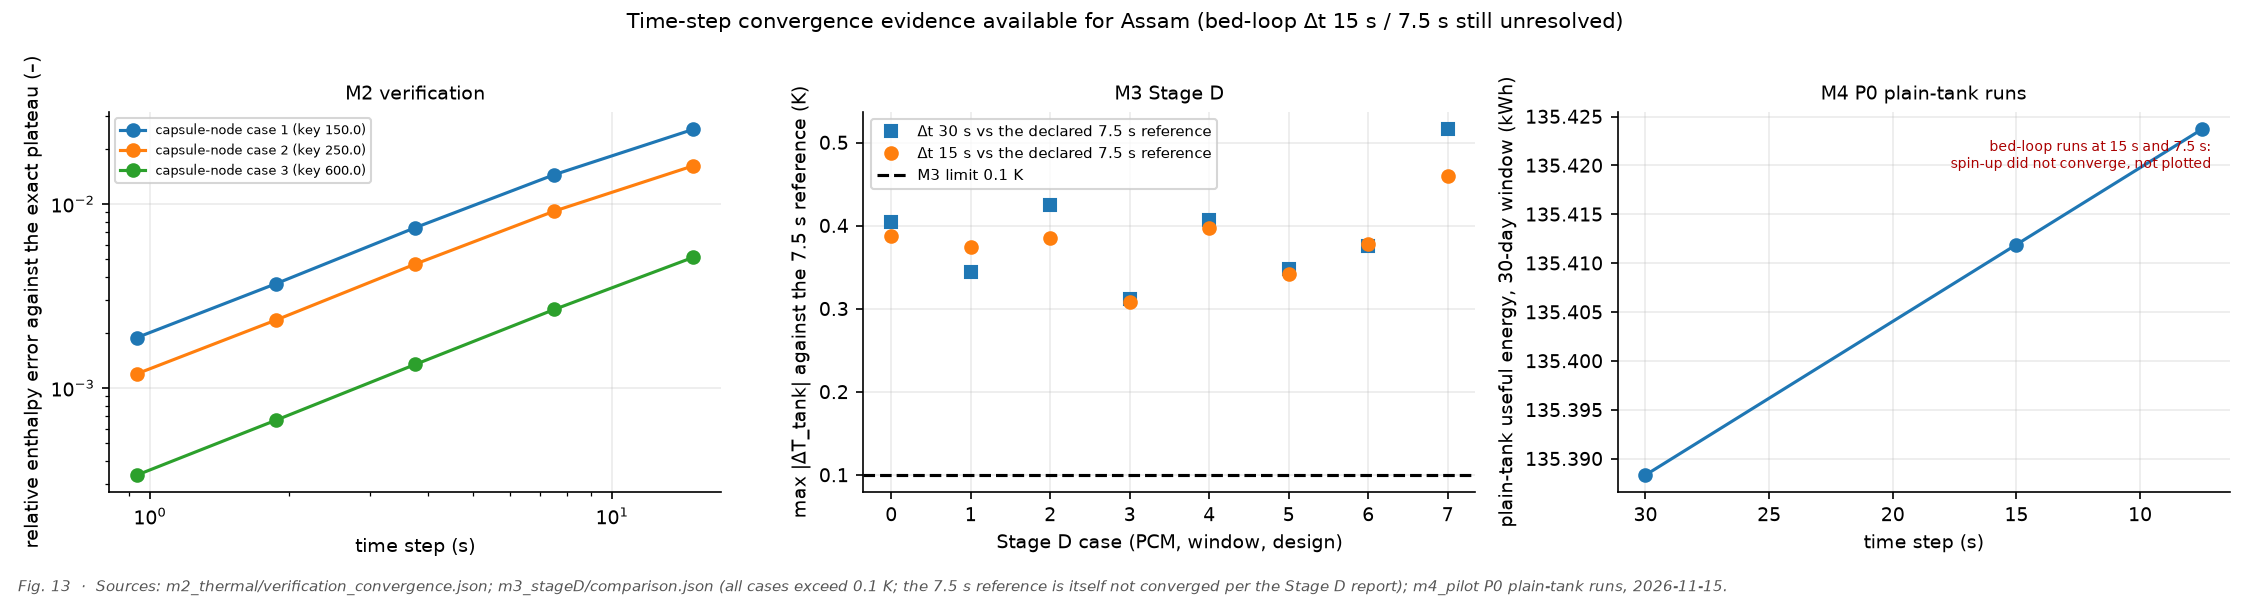 Time-step convergence evidence available for Assam (bed-loop Δt 15 s / 7.5 s still unresolved)
M2 verification
relative enthalpy error against the exact plateau (–)
capsule-node case 1 (key 150.0)
capsule-node case 2 (key 250.0)
capsule-node case 3 (key 600.0)
10⁻²
10⁻³
10⁰ 10¹
time step (s)
M3 Stage D
max |ΔT_tank| against the 7.5 s reference (K)
Δt 30 s vs the declared 7.5 s reference
Δt 15 s vs the declared 7.5 s reference
M3 limit 0.1 K
0.5
0.4
0.3
0.2
0.1
0 1 2 3 4 5 6 7
Stage D case (PCM, window, design)
M4 P0 plain-tank runs
plain-tank useful energy, 30-day window (kWh)
bed-loop runs at 15 s and 7.5 s:
spin-up did not converge, not plotted
135.425
135.420
135.415
135.410
135.405
135.400
135.395
135.390
30 25 20 15 10
time step (s)
Fig. 13 · Sources: m2_thermal/verification_convergence.json; m3_stageD/comparison.json (all cases exceed 0.1 K; the 7.5 s reference is itself not converged per the Stage D report); m4_pilot P0 plain-tank runs, 2026-11-15.